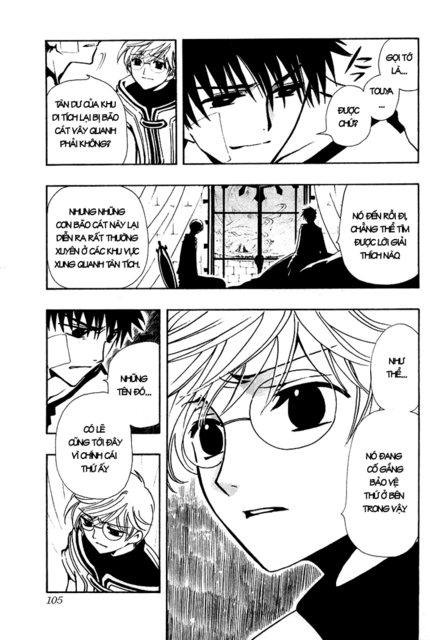 GỌI TỚ
LÀ...
TOUYA
...
ĐƯỢC
CHỨ?
TÀN DƯ CỦA KHU
DI TÍCH LẠI BỊ BÃO
CÁT VÂY QUANH
PHẢI KHÔNG?
NÓ ĐẾN RỒI ĐI,
CHẲNG THỂ TÌM
ĐƯỢC LỜI GIẢI
THÍCH NÀO.
NHƯNG NHỮNG
CƠN BÃO CÁT NÀY LẠI
DIỄN RA RẤT THƯỜNG
XUYÊN Ở CÁC KHU VỰC
XUNG QUANH TÀN TÍCH.
NHƯ
THỂ...
NÓ ĐANG
CỐ GẮNG
BẢO VỆ
THỨ Ở BÊN
TRONG VẬY
NHỮNG
TÊN ĐÓ...
CÓ LẼ
CŨNG TỚI ĐÂY
VÌ CHÍNH CÁI
THỨ ẤY.
105